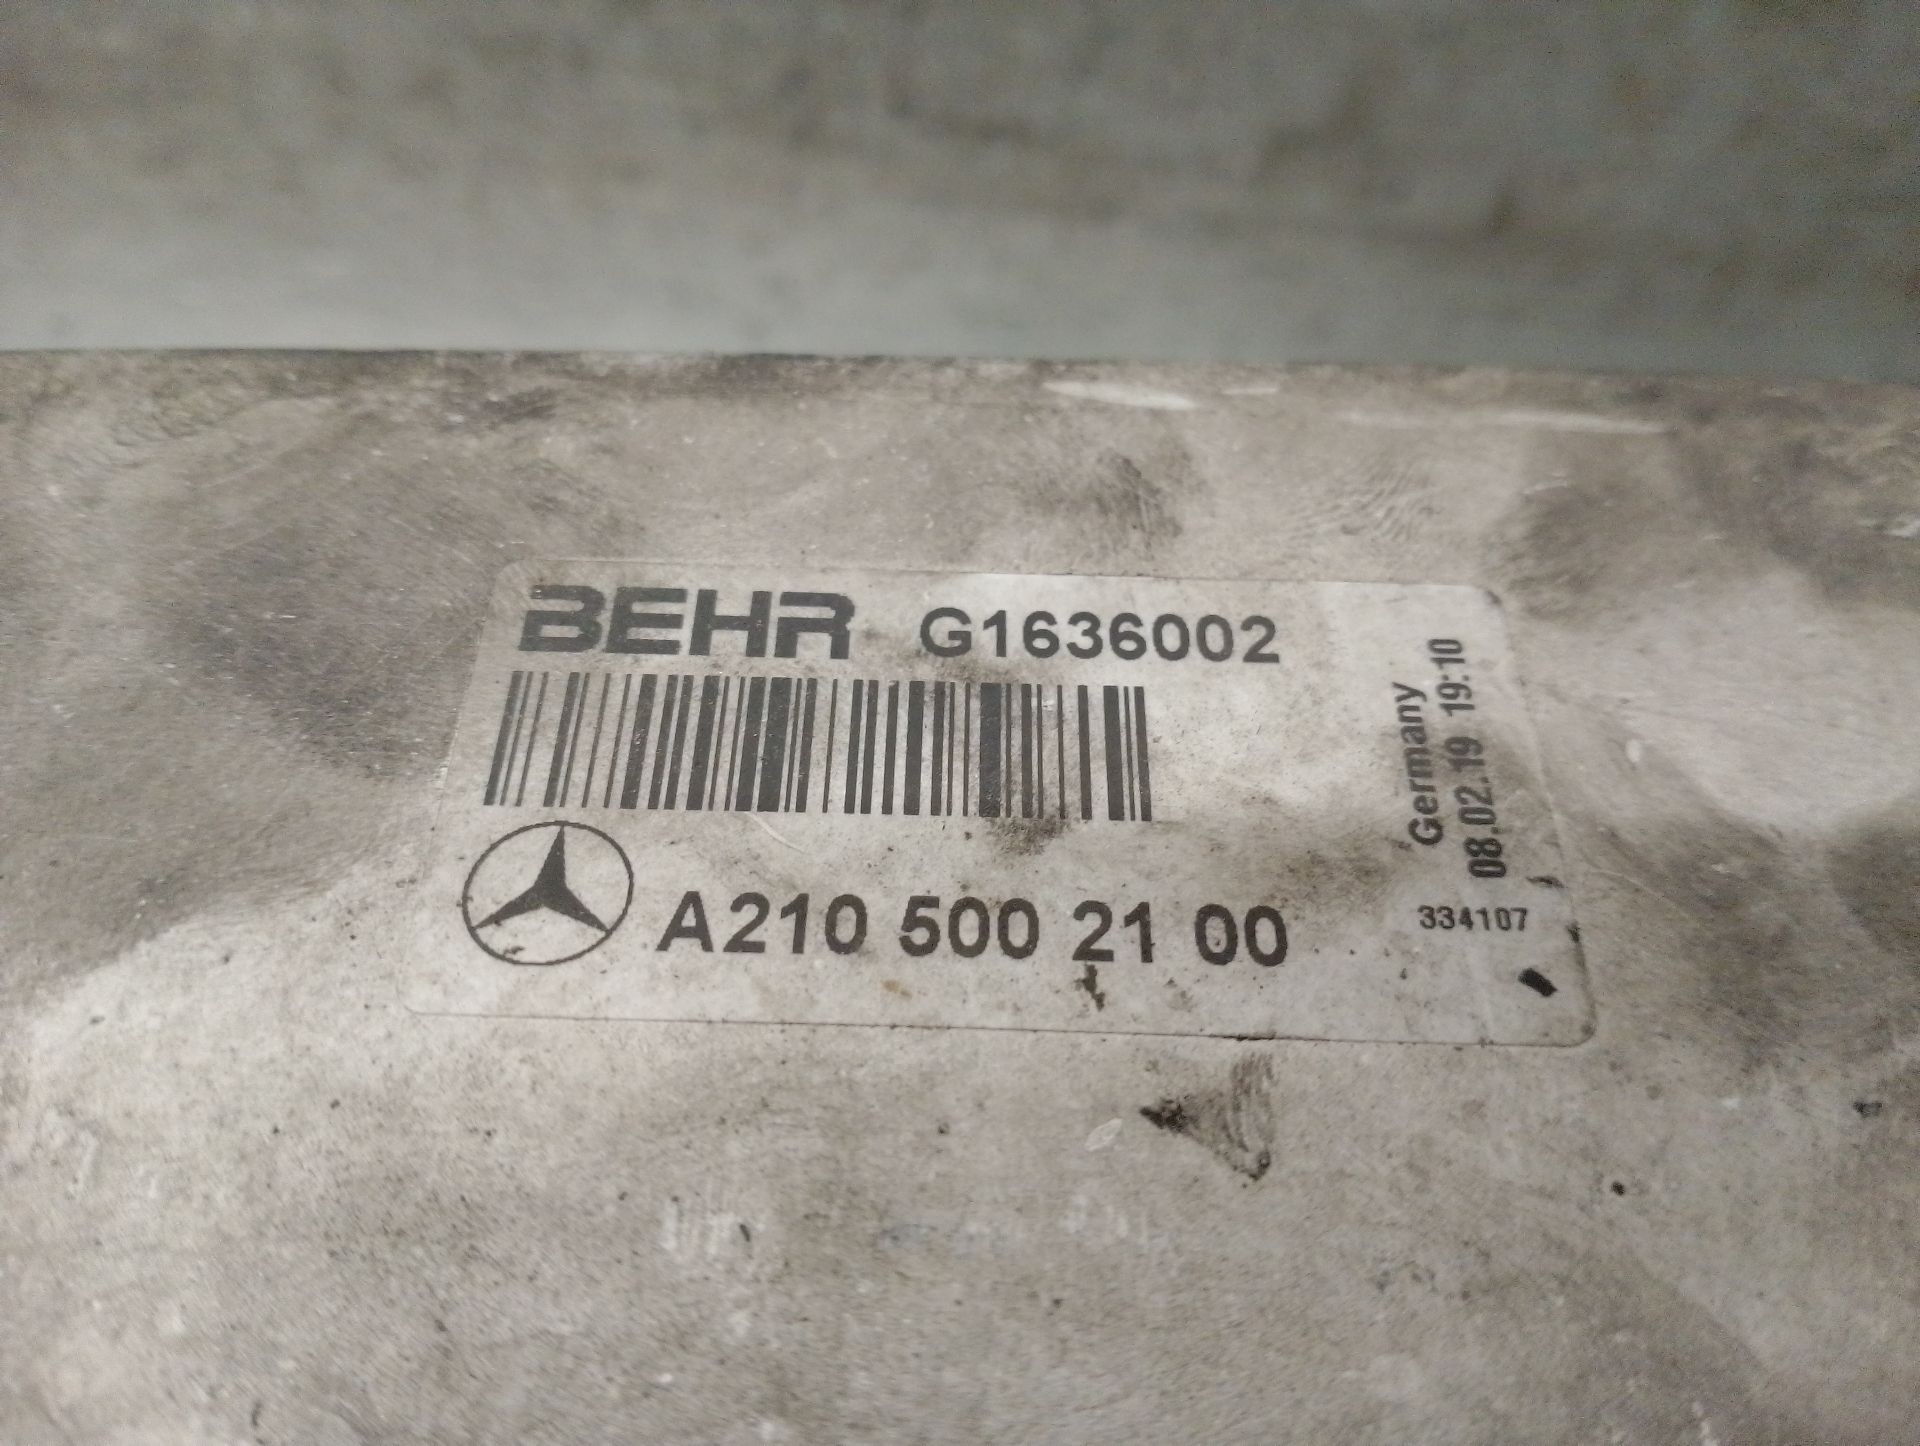 BEHR G1636002
A210 500 21 00
Germany
08.02.19 19:10
334107